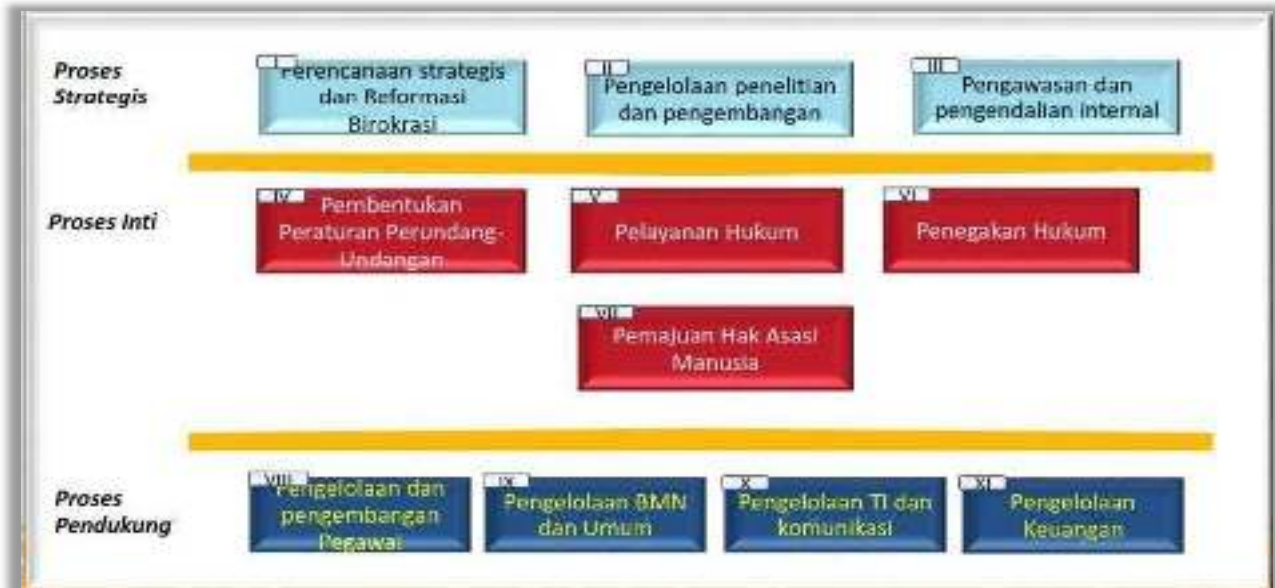 Proses
Strategis
I
Perencanaan strategis
dan Reformasi
Birokrasi
II
Pengelolaan penelitian
dan pengembangan
III
Pengawasan dan
pengendalian internal
Proses Inti
IV
Pembentukan
Peraturan Perundang-
Undangan
V
Pelayanan Hukum
VI
Penegakan Hukum
VII
Pemajuan Hak Asasi
Manusia
Proses
Pendukung
VIII
Pengelolaan dan
pengembangan
Pegawai
IX
Pengelolaan BMN
dan Umum
X
Pengelolaan TI dan
komunikasi
XI
Pengelolaan
Keuangan